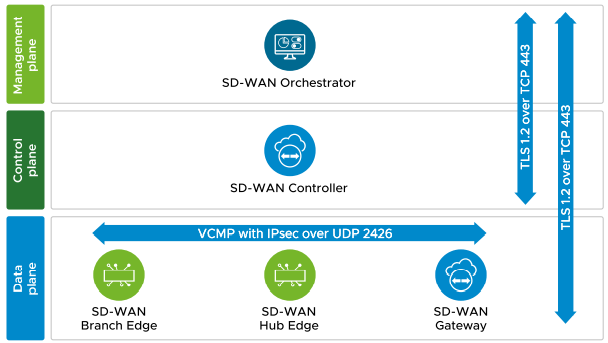 Management
plane
SD-WAN Orchestrator
TLS 1.2 over TCP 443
TLS 1.2 over TCP 443
Control
plane
SD-WAN Controller
Data
plane
VCMP with IPsec over UDP 2426
SD-WAN
Branch Edge
SD-WAN
Hub Edge
SD-WAN
Gateway